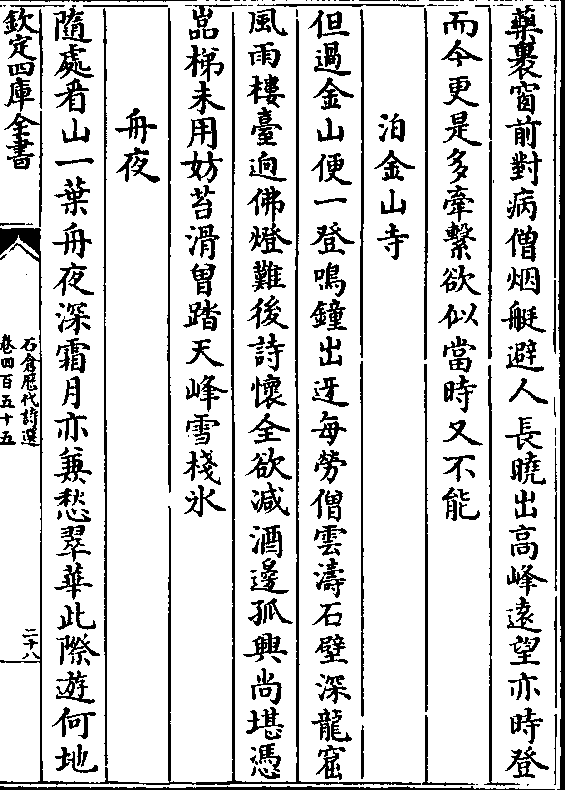 藥裹窗前對病僧烟艇避人長曉出高峰遠望亦時登
而今更是多牽繫欲似當時又不能
泊金山寺
但過金山便一登鳴鐘出迓每勞僧雲濤石壁深龍窟
風雨樓臺逈佛燈難後詩懷全欲減酒邊孤興尚堪憑
嵓梯未用妨苔滑曽踏天峰雪棧氷
舟夜
隨處看山一葉舟夜深霜月亦兼愁翠華此際遊何地
欽定四庫全書
石倉歴代詩選
卷四百五十五
二十八